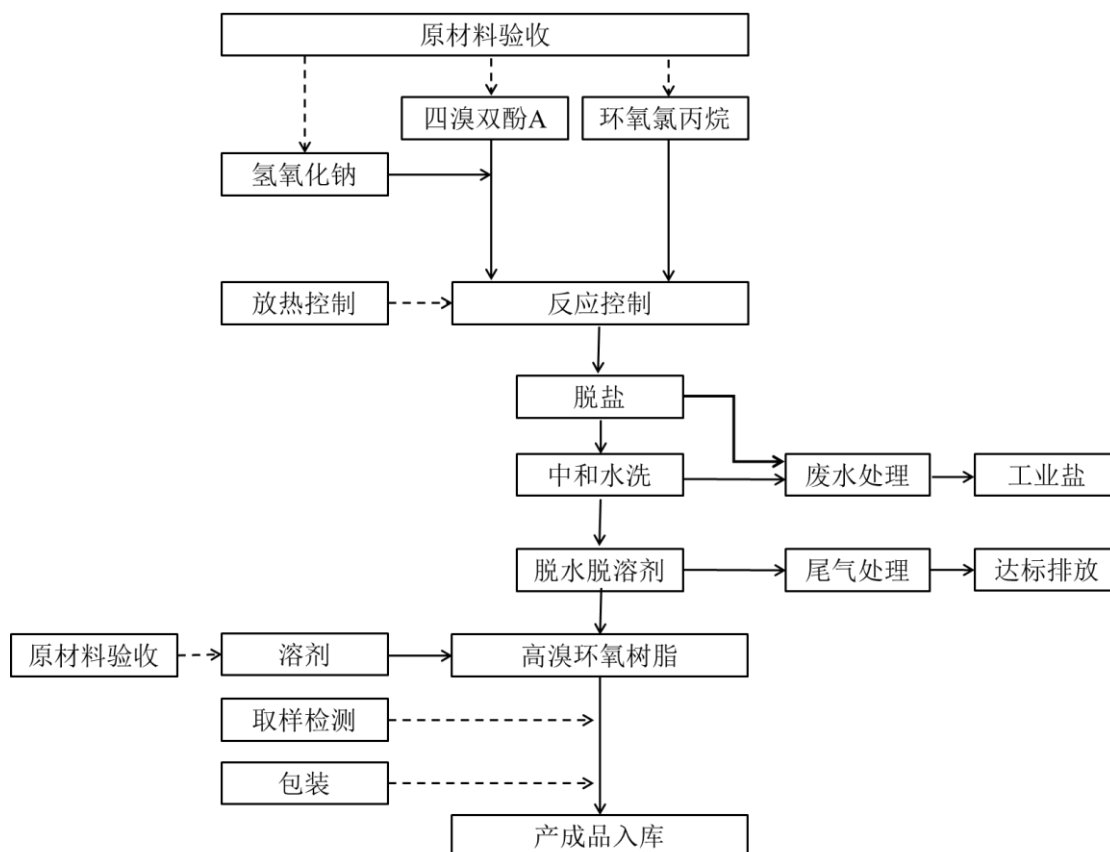 原材料验收
四溴双酚A
环氧氯丙烷
氢氧化钠
放热控制
反应控制
脱盐
中和水洗
废水处理
工业盐
脱水脱溶剂
尾气处理
达标排放
原材料验收
溶剂
高溴环氧树脂
取样检测
包装
产成品入库